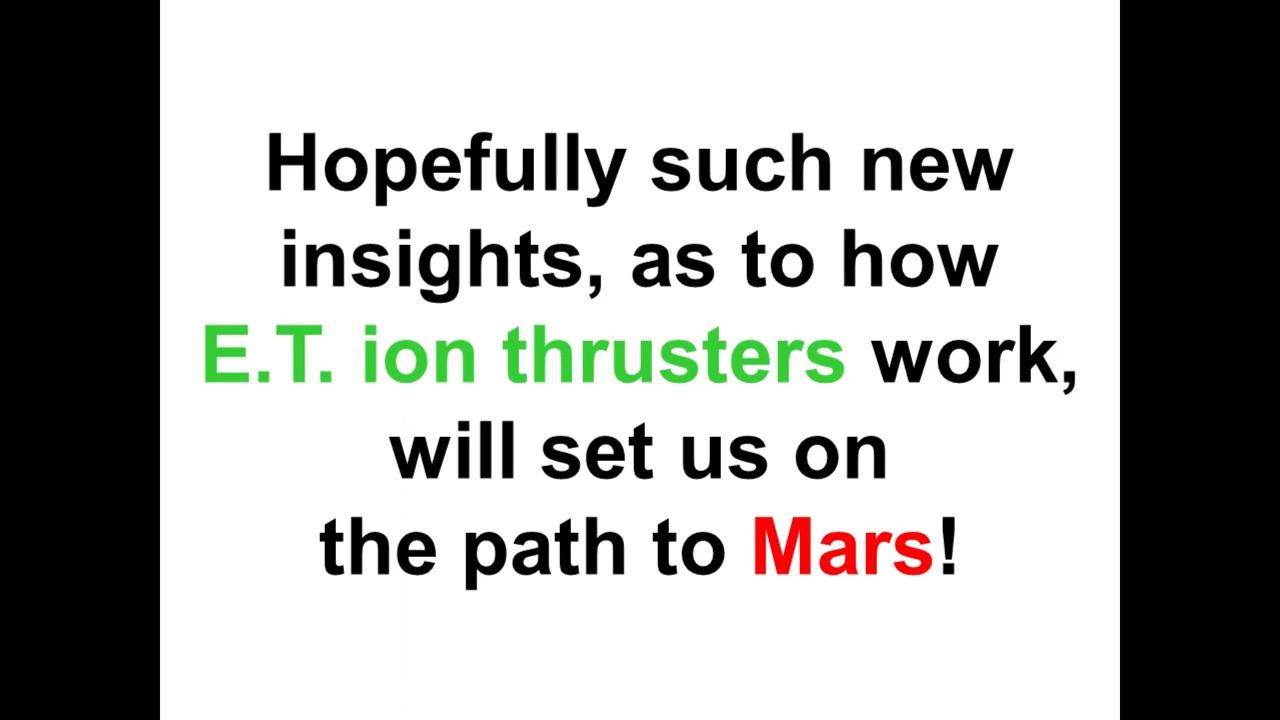 Hopefully such new
insights, as to how
E.T. ion thrusters work,
will set us on
the path to Mars!